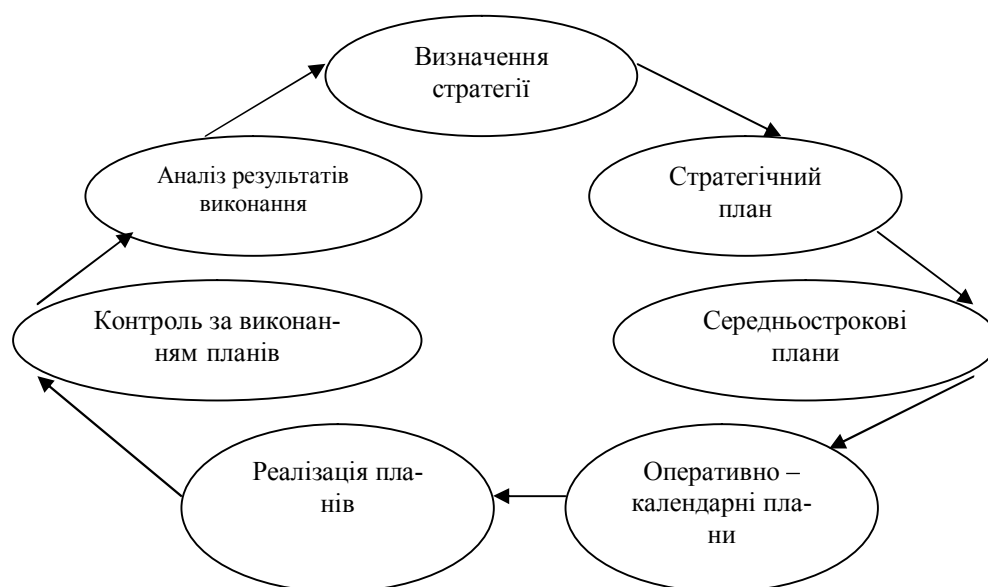 Визначення
стратегії
Стратегічний
план
Середньострокові
плани
Оперативно –
календарні пла-
ни
Реалізація пла-
нів
Контроль за виконан-
ням планів
Аналіз результатів
виконання